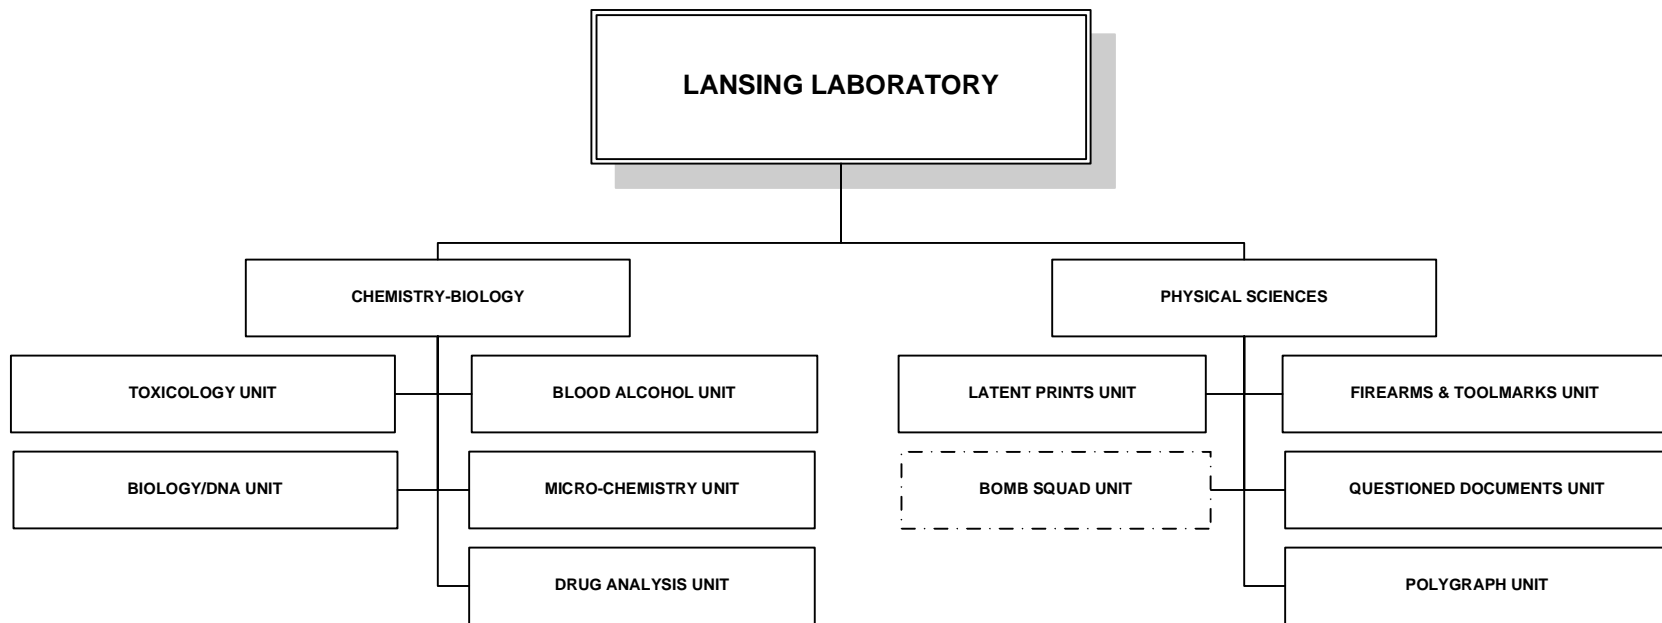 LANSING LABORATORY
CHEMISTRY-BIOLOGY
PHYSICAL SCIENCES
TOXICOLOGY UNIT
BLOOD ALCOHOL UNIT
LATENT PRINTS UNIT
FIREARMS & TOOLMARKS UNIT
BIOLOGY/DNA UNIT
MICRO-CHEMISTRY UNIT
BOMB SQUAD UNIT
QUESTIONED DOCUMENTS UNIT
DRUG ANALYSIS UNIT
POLYGRAPH UNIT